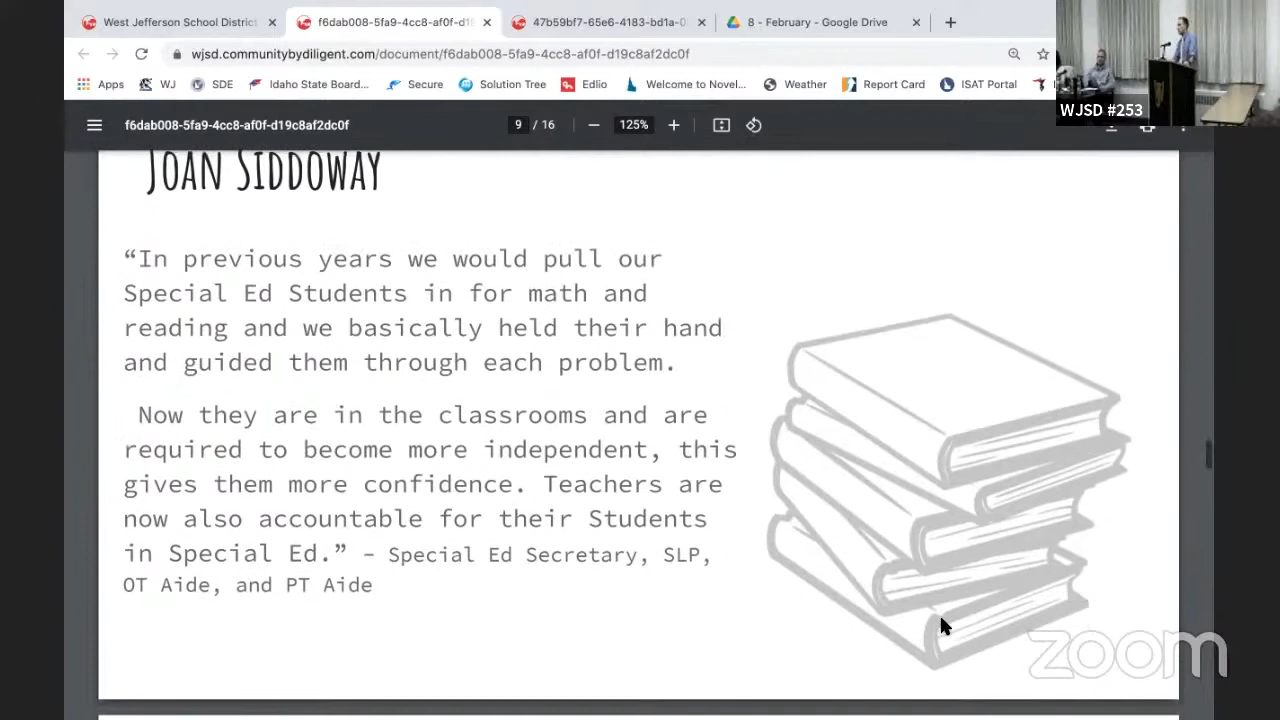 West Jefferson School District
f6dab008-5fa9-4cc8-af0f-d1
47b59bf7-65e6-4183-bd1a-0
8 - February - Google Drive
wjsd.communitybydiligent.com/document/f6dab008-5fa9-4cc8-af0f-d19c8af2dc0f
Apps
WJ
SDE
Idaho State Board...
Secure
Solution Tree
Edlio
Welcome to Novel...
Weather
Report Card
ISAT Portal
WJSD #253
f6dab008-5fa9-4cc8-af0f-d19c8af2dc0f
9 / 16
125%
Joan Siddoway
“In previous years we would pull our
Special Ed Students in for math and
reading and we basically held their hand
and guided them through each problem.
Now they are in the classrooms and are
required to become more independent, this
gives them more confidence. Teachers are
now also accountable for their Students
in Special Ed.” – Special Ed Secretary, SLP,
OT Aide, and PT Aide
zoom